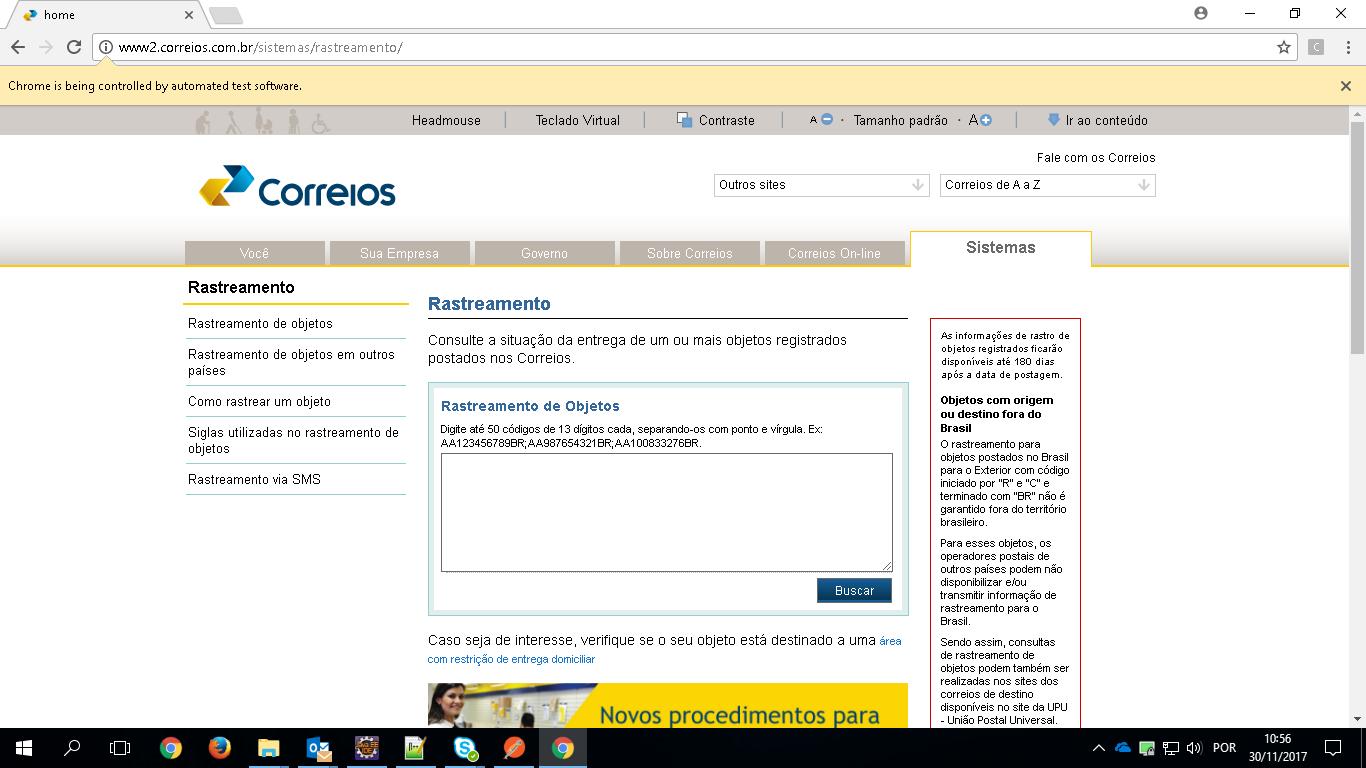 home
www2.correios.com.br/sistemas/rastreamento/
Chrome is being controlled by automated test software.
Headmouse
Teclado Virtual
Contraste
A · Tamanho padrão · A
Ir ao conteúdo
Fale com os Correios
Correios
Outros sites
Correios de A a Z
Você
Sua Empresa
Governo
Sobre Correios
Correios On-line
Sistemas
Rastreamento
Rastreamento de objetos
Rastreamento de objetos em outros
países
Como rastrear um objeto
Siglas utilizadas no rastreamento de
objetos
Rastreamento via SMS
Rastreamento
Consulte a situação da entrega de um ou mais objetos registrados
postados nos Correios.
Rastreamento de Objetos
Digite até 50 códigos de 13 dígitos cada, separando-os com ponto e vírgula. Ex:
AA123456789BR;AA987654321BR;AA100833276BR.
Buscar
Caso seja de interesse, verifique se o seu objeto está destinado a uma área
com restrição de entrega domiciliar
Novos procedimentos para
As informações de rastro de
objetos registrados ficarão
disponíveis até 180 dias
após a data de postagem.
Objetos com origem
ou destino fora do
Brasil
O rastreamento para
objetos postados no Brasil
para o Exterior com código
iniciado por "R" e "C" e
terminado com "BR" não é
garantido fora do território
brasileiro.
Para esses objetos, os
operadores postais de
outros países podem não
disponibilizar e/ou
transmitir informação de
rastreamento para o
Brasil.
Sendo assim, consultas
de rastreamento de
objetos podem também ser
realizadas nos sites dos
correios de destino
disponíveis no site da UPU
- União Postal Universal.
POR
10:56
30/11/2017